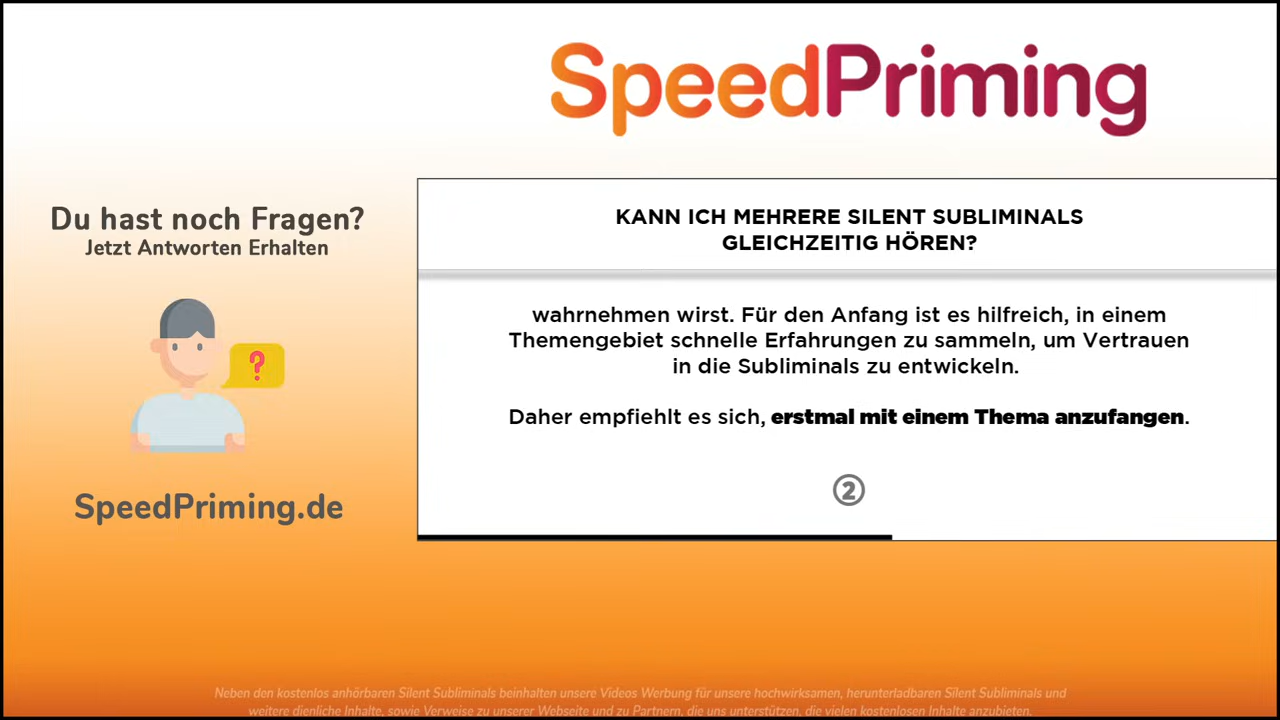 SpeedPriming
Du hast noch Fragen?
Jetzt Antworten Erhalten
?
SpeedPriming.de
KANN ICH MEHRERE SILENT SUBLIMINALS
GLEICHZEITIG HÖREN?
wahrnehmen wirst. Für den Anfang ist es hilfreich, in einem
Themengebiet schnelle Erfahrungen zu sammeln, um Vertrauen
in die Subliminals zu entwickeln.
Daher empfiehlt es sich, erstmal mit einem Thema anzufangen.
②
Neben den kostenlos anhörbaren Silent Subliminals beinhalten unsere Videos Werbung für unsere hochwirksamen, herunterladbaren Silent Subliminals und
weitere dienliche Inhalte, sowie Verweise zu unserer Webseite und zu Partnern, die uns unterstützen, die vielen kostenlosen Inhalte anzubieten.